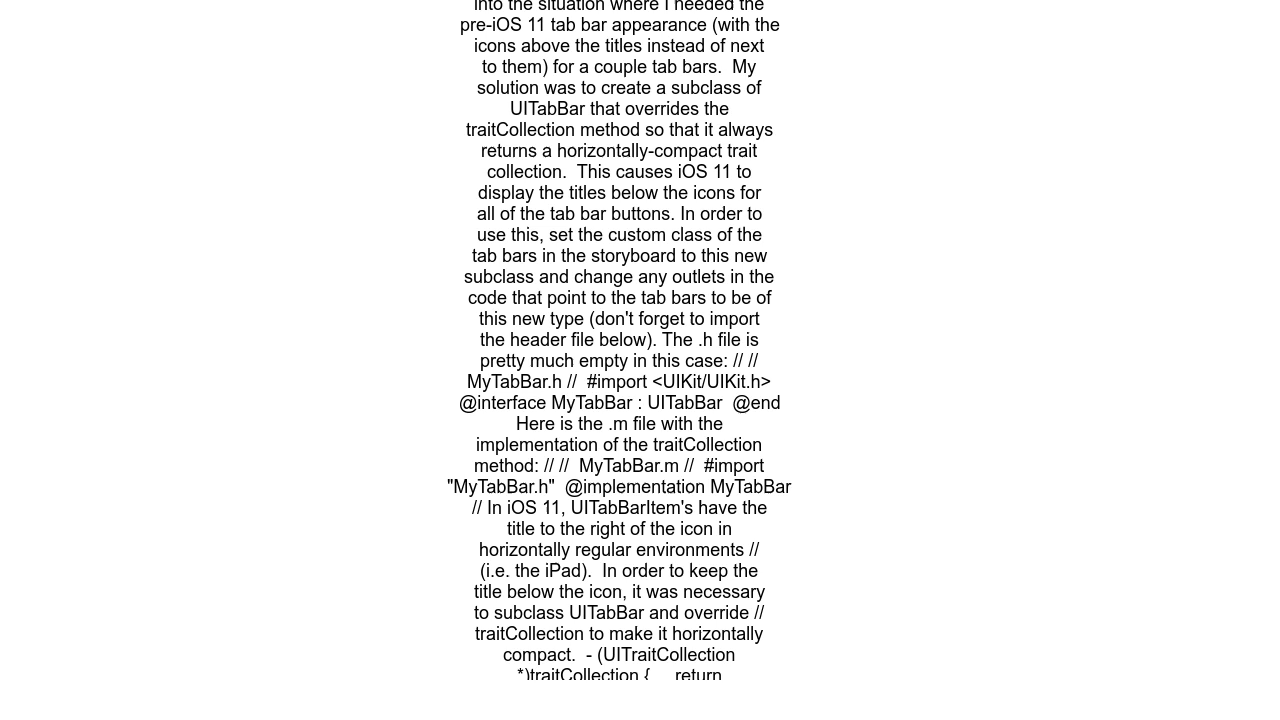 into the situation where I needed the
pre-iOS 11 tab bar appearance (with the
icons above the titles instead of next
to them) for a couple tab bars.  My
solution was to create a subclass of
UITabBar that overrides the
traitCollection method so that it always
returns a horizontally-compact trait
collection.  This causes iOS 11 to
display the titles below the icons for
all of the tab bar buttons. In order to
use this, set the custom class of the
tab bars in the storyboard to this new
subclass and change any outlets in the
code that point to the tab bars to be of
this new type (don't forget to import
the header file below). The .h file is
pretty much empty in this case: // //
MyTabBar.h //  #import <UIKit/UIKit.h>
@interface MyTabBar : UITabBar  @end
Here is the .m file with the
implementation of the traitCollection
method: // //  MyTabBar.m //  #import
"MyTabBar.h"  @implementation MyTabBar
// In iOS 11, UITabBarItem's have the
title to the right of the icon in
horizontally regular environments //
(i.e. the iPad).  In order to keep the
title below the icon, it was necessary
to subclass UITabBar and override //
traitCollection to make it horizontally
compact.  - (UITraitCollection
*)traitCollection {     return